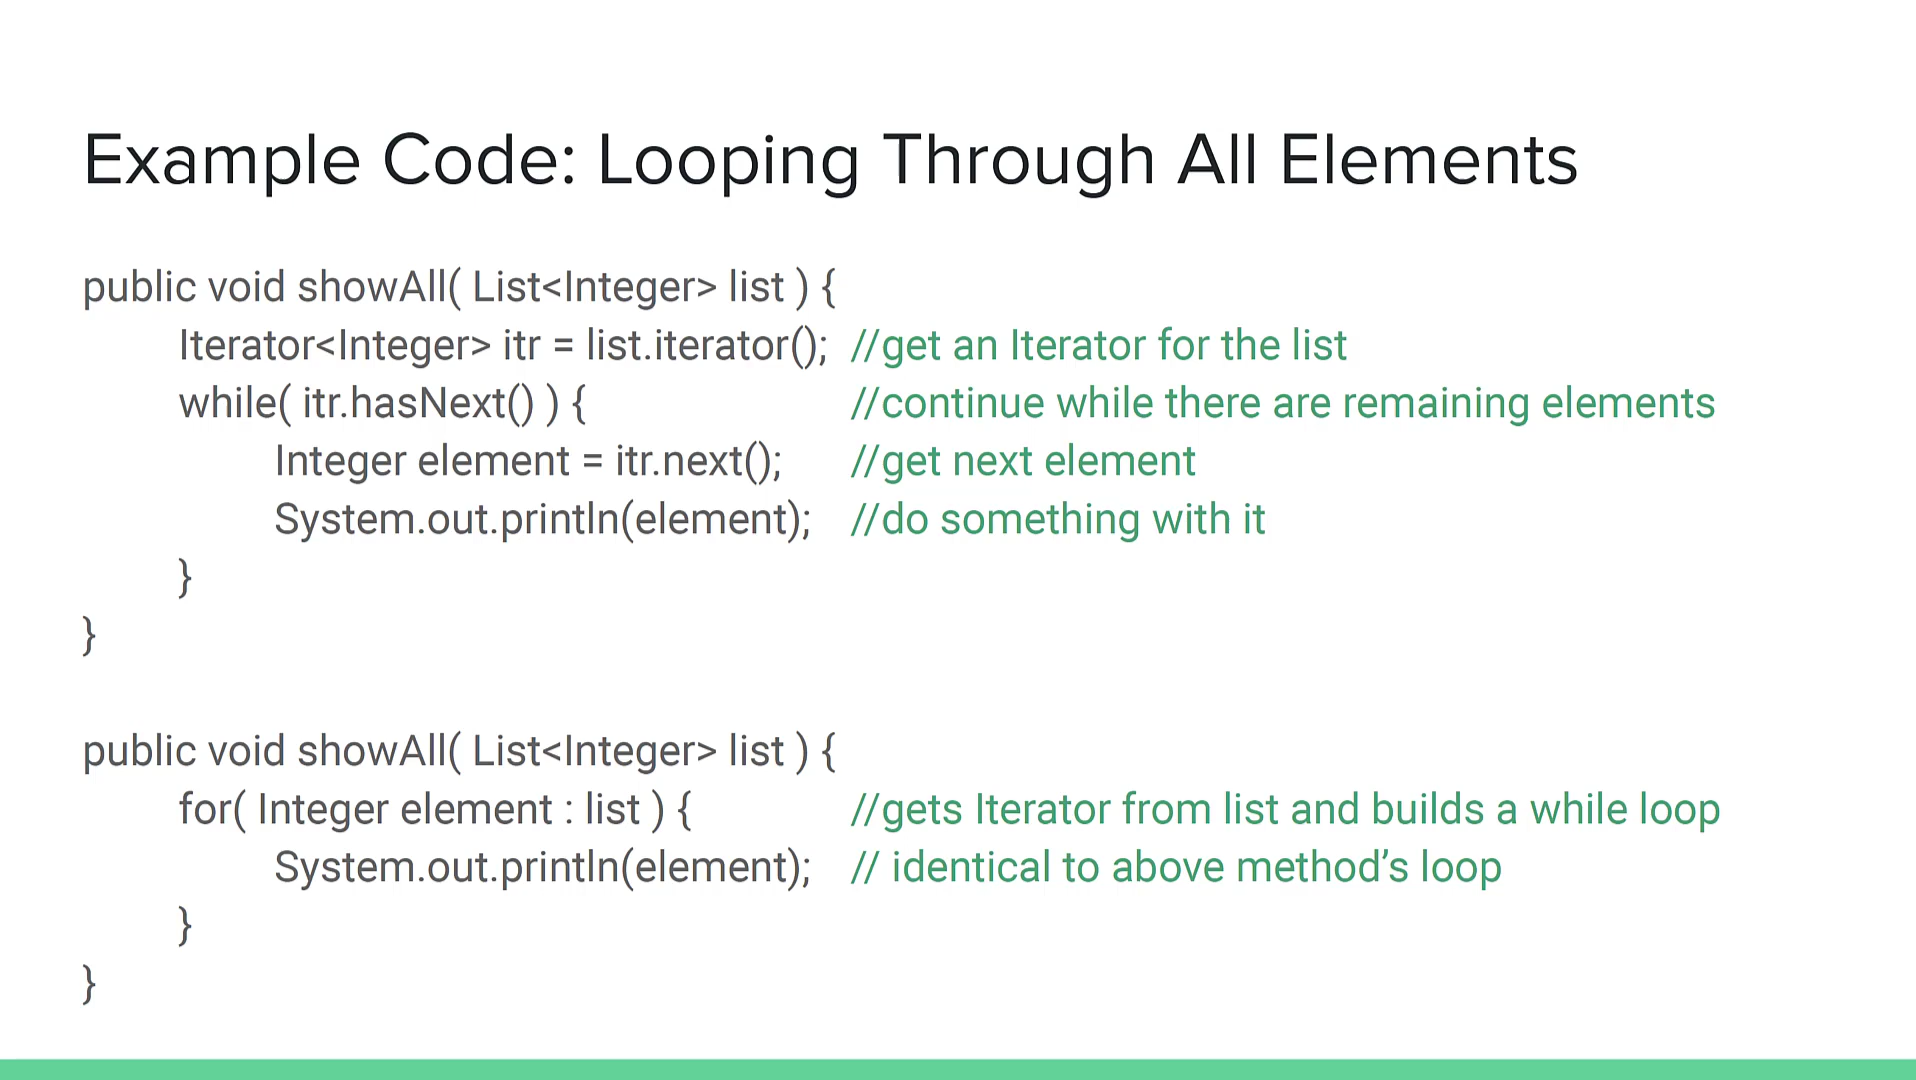 Example Code: Looping Through All Elements
public void showAll( List<Integer> list ) {
Iterator<Integer> itr = list.iterator(); //get an Iterator for the list
while( itr.hasNext() ) { //continue while there are remaining elements
Integer element = itr.next(); //get next element
System.out.println(element); //do something with it
}
}
public void showAll( List<Integer> list ) {
for( Integer element : list ) { //gets Iterator from list and builds a while loop
System.out.println(element); // identical to above method’s loop
}
}